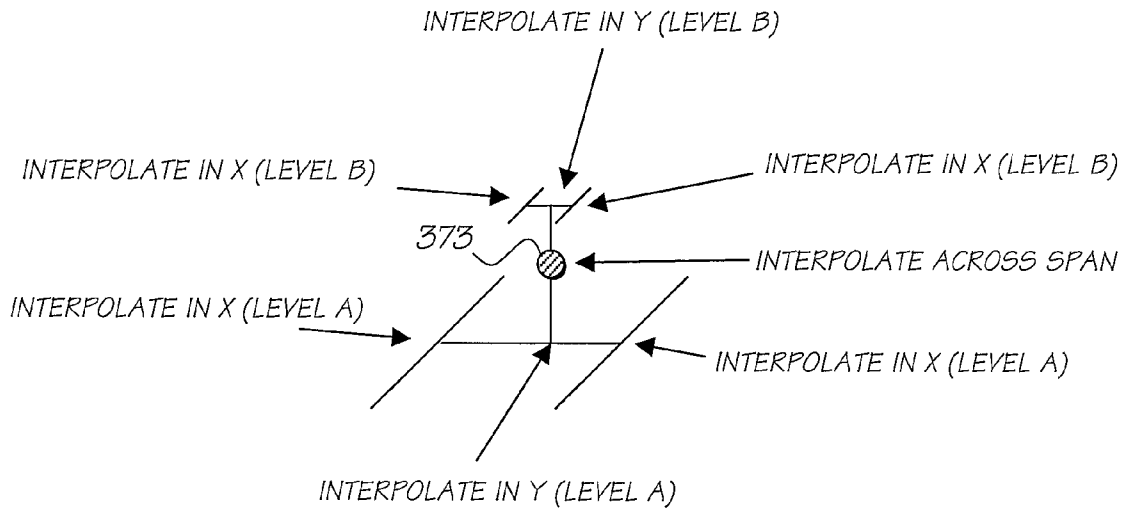 INTERPOLATE IN Y (LEVEL B)
INTERPOLATE IN X (LEVEL B)
INTERPOLATE IN X (LEVEL B)
373
INTERPOLATE ACROSS SPAN
INTERPOLATE IN X (LEVEL A)
INTERPOLATE IN X (LEVEL A)
INTERPOLATE IN Y (LEVEL A)